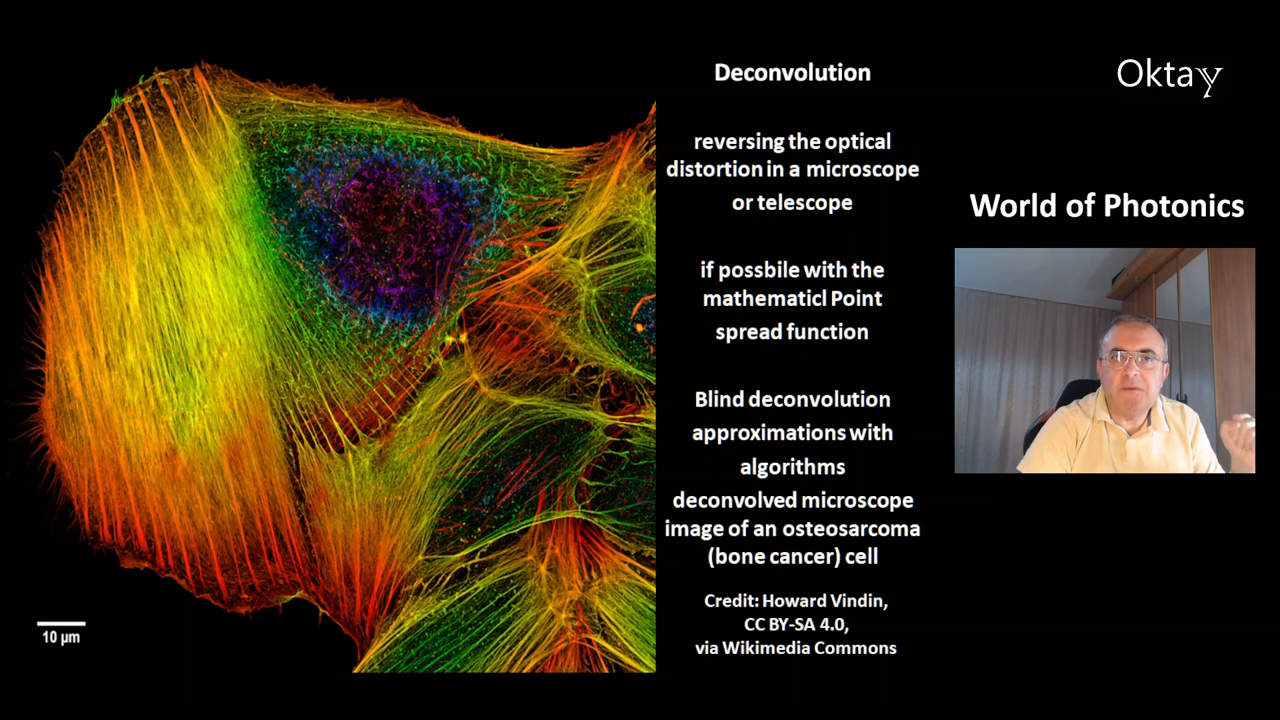 Deconvolution
reversing the optical
distortion in a microscope
or telescope
if possbile with the
mathematicl Point
spread function
Blind deconvolution
approximations with
algorithms
deconvolved microscope
image of an osteosarcoma
(bone cancer) cell
Credit: Howard Vindin,
CC BY-SA 4.0,
via Wikimedia Commons
Oktay
World of Photonics
10 µm